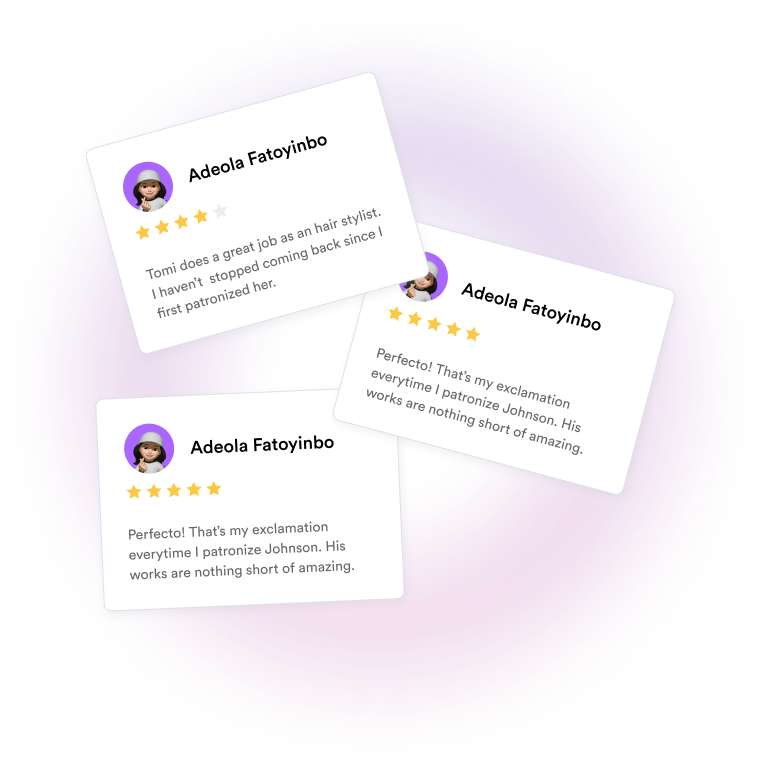 Adeola Fatoyinbo
Tomi does a great job as an hair stylist.
I haven't stopped coming back since I
first patronized her.
Adeola Fatoyinbo
Perfecto! That's my exclamation
everytime I patronize Johnson. His
works are nothing short of amazing.
Adeola Fatoyinbo
Perfecto! That's my exclamation
everytime I patronize Johnson. His
works are nothing short of amazing.